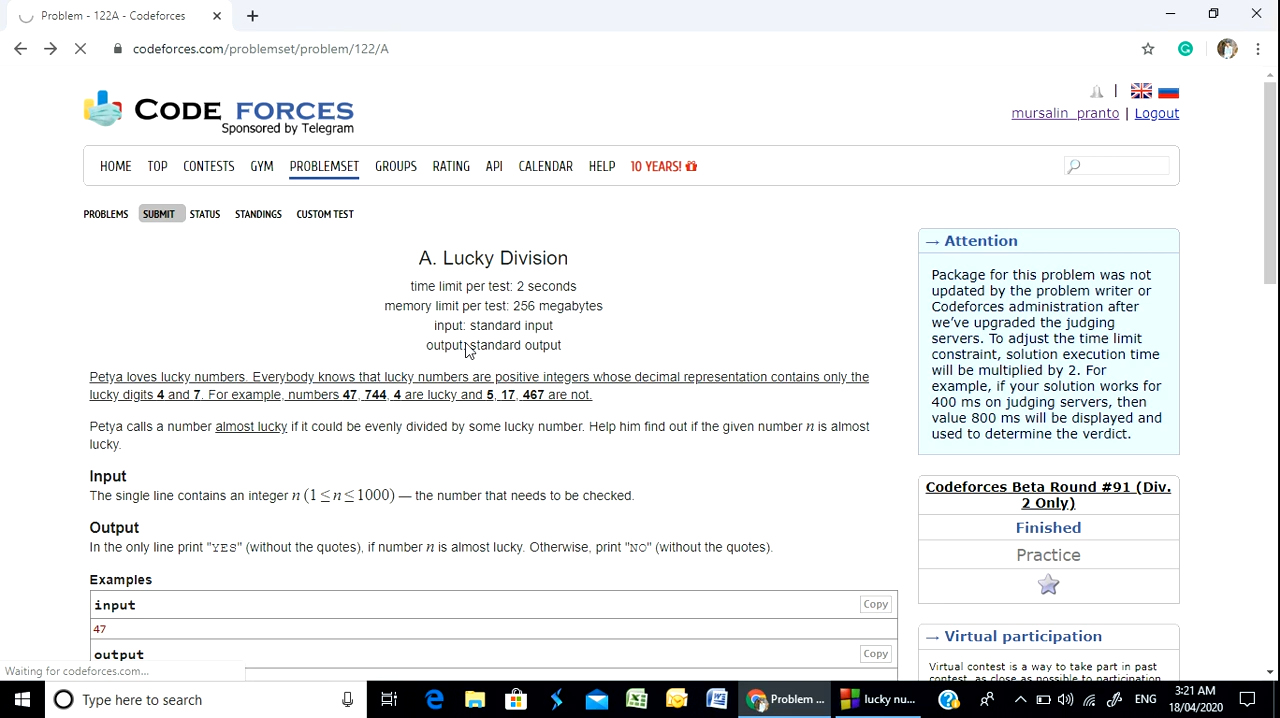 Problem - 122A - Codeforces
codeforces.com/problemset/problem/122/A
CODE FORCES
Sponsored by Telegram
mursalin_pranto | Logout
HOME TOP CONTESTS GYM PROBLEMSET GROUPS RATING API CALENDAR HELP 10 YEARS!
PROBLEMS SUBMIT STATUS STANDINGS CUSTOM TEST
A. Lucky Division
time limit per test: 2 seconds
memory limit per test: 256 megabytes
input: standard input
output: standard output
Petya loves lucky numbers. Everybody knows that lucky numbers are positive integers whose decimal representation contains only the
lucky digits 4 and 7. For example, numbers 47, 744, 4 are lucky and 5, 17, 467 are not.
Petya calls a number almost lucky if it could be evenly divided by some lucky number. Help him find out if the given number n is almost
lucky.
Input
The single line contains an integer n (1 ≤ n ≤ 1000) — the number that needs to be checked.
Output
In the only line print "YES" (without the quotes), if number n is almost lucky. Otherwise, print "NO" (without the quotes).
Examples
input
Copy
47
output
Copy
→ Attention
Package for this problem was not
updated by the problem writer or
Codeforces administration after
we've upgraded the judging
servers. To adjust the time limit
constraint, solution execution time
will be multiplied by 2. For
example, if your solution works for
400 ms on judging servers, then
value 800 ms will be displayed and
used to determine the verdict.
Codeforces Beta Round #91 (Div.
2 Only)
Finished
Practice
→ Virtual participation
Virtual contest is a way to take part in past
contest, as close as possible to participation
Waiting for codeforces.com...
Type here to search
Problem ...
lucky nu...
ENG
3:21 AM
18/04/2020